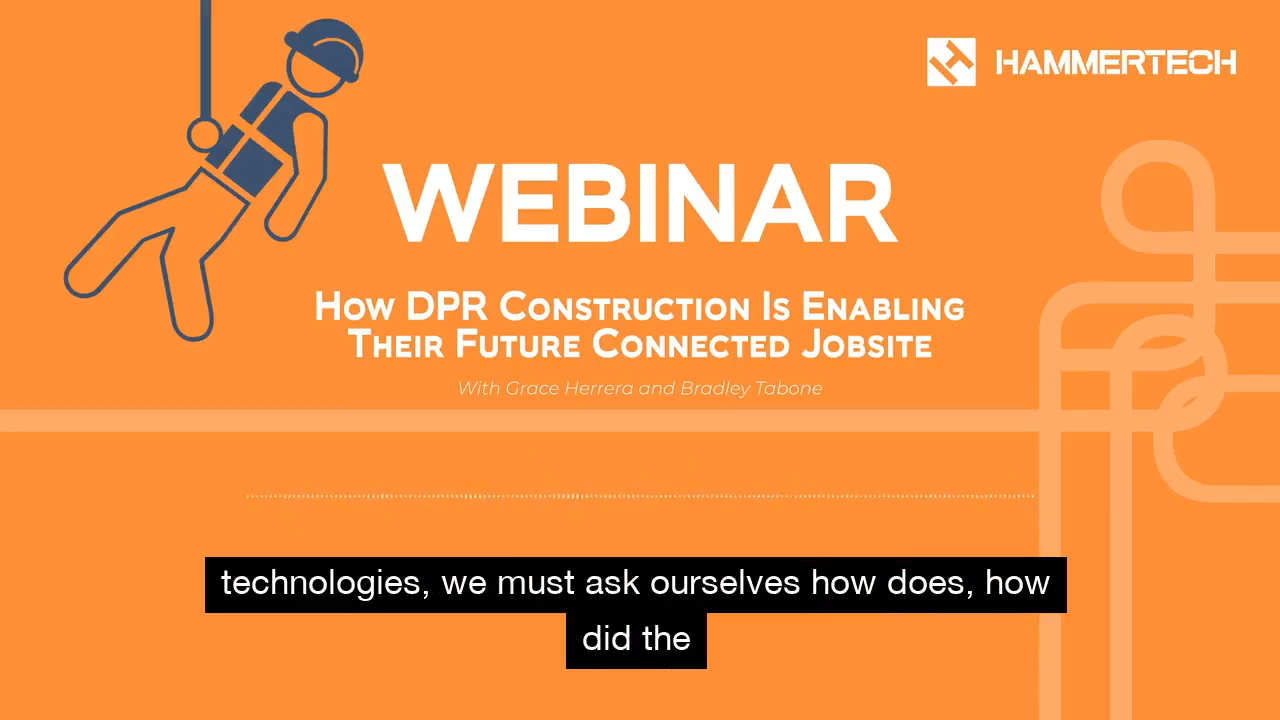 HAMMERTECH
WEBINAR
How DPR Construction Is Enabling
Their Future Connected Jobsite
With Grace Herrera and Bradley Tabone
technologies, we must ask ourselves how does, how
did the